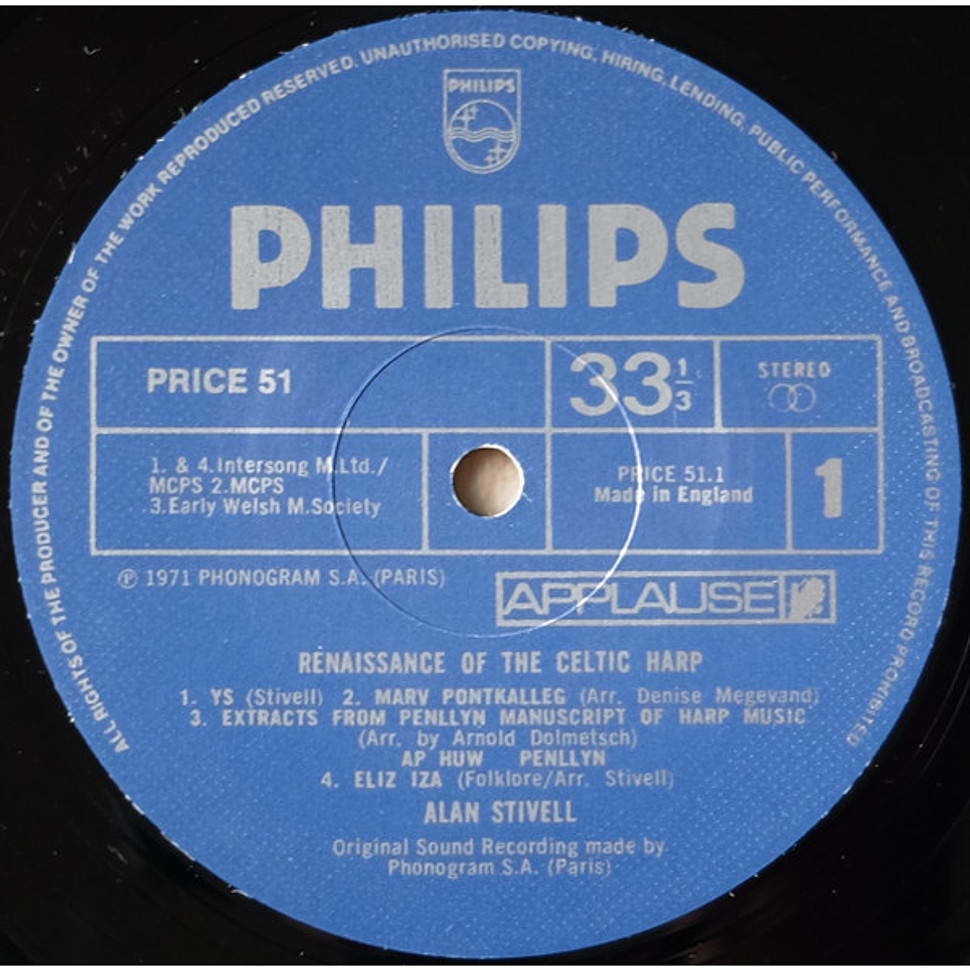 ALL RIGHTS OF THE PRODUCER AND OF THE OWNER OF THE WORK REPRODUCED RESERVED. UNAUTHORISED COPYING, HIRING, LENDING, PUBLIC PERFORMANCE AND BROADCASTING OF THIS RECORD PROHIBITED
PHILIPS
PHILIPS
PRICE 51
33 1/3
STEREO
1. & 4.Intersong M.Ltd./
MCPS 2.MCPS
3.Early Welsh M.Society
PRICE 51.1
Made in England
1
℗ 1971 PHONOGRAM S.A. (PARIS)
APPLAUSE
RENAISSANCE OF THE CELTIC HARP
1. YS (Stivell) 2. MARV PONTKALLEG (Arr. Denise Megevand)
3. EXTRACTS FROM PENLLYN MANUSCRIPT OF HARP MUSIC
(Arr. by Arnold Dolmetsch)
AP HUW PENLLYN
4. ELIZ IZA (Folklore/Arr. Stivell)
ALAN STIVELL
Original Sound Recording made by
Phonogram S.A. (Paris)